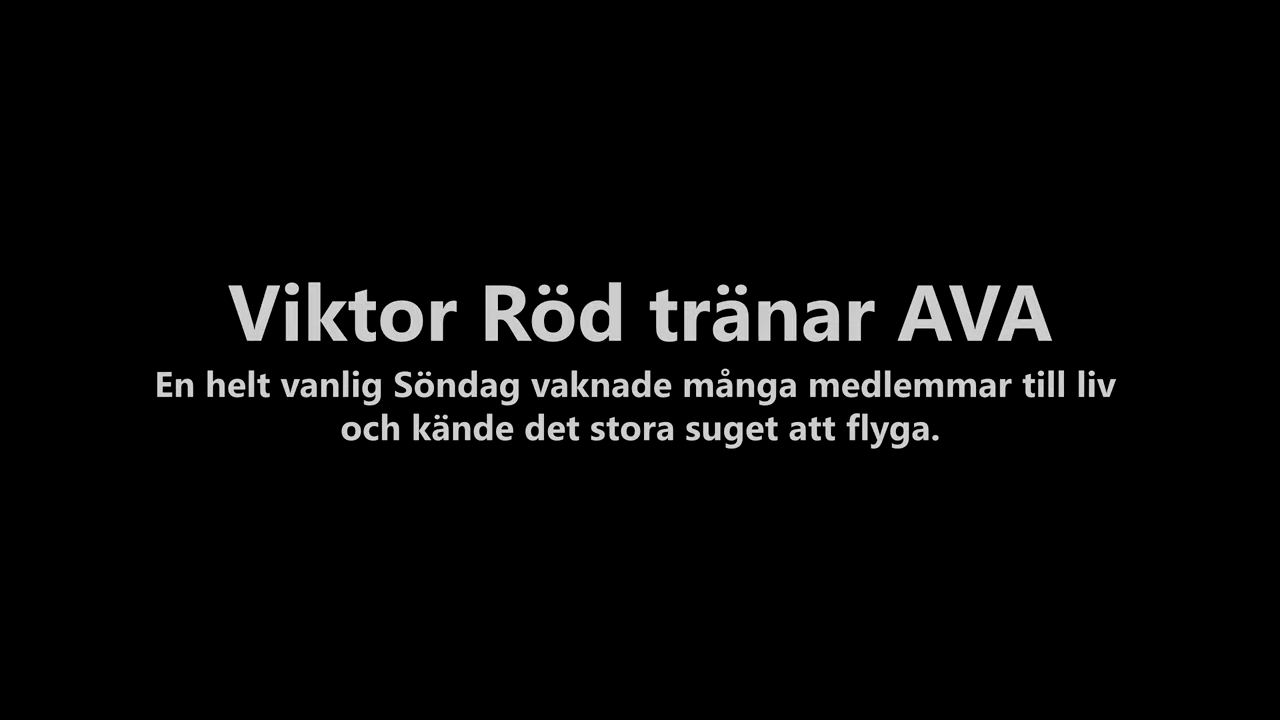 Viktor Röd tränar AVA
En helt vanlig Söndag vaknade många medlemmar till liv
och kände det stora suget att flyga.